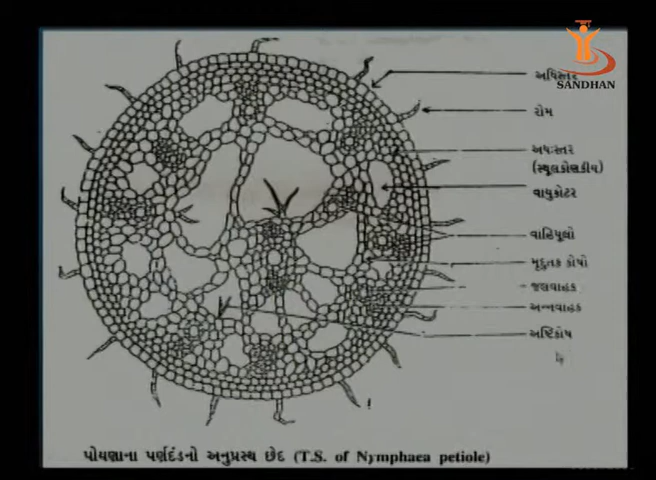 SANDHAN
અધિસ્તર
રોમ
અધઃસ્તર
(સ્થૂલકોણકીય)
વાયુકોટર
વાહિપૂલો
મૃદુતક કોષો
જલવાહક
અન્નવાહક
અષ્ટિકોષ
પોયણાના પર્ણદંડનો અનુપ્રસ્થ છેદ (T.S. of Nymphaea petiole)